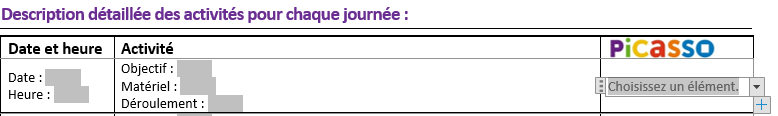 Description détaillée des activités pour chaque journée :
Date et heure Activité PiCaSSO
Date :
Heure :
Objectif :
Matériel :
Déroulement :
Choisissez un élément.